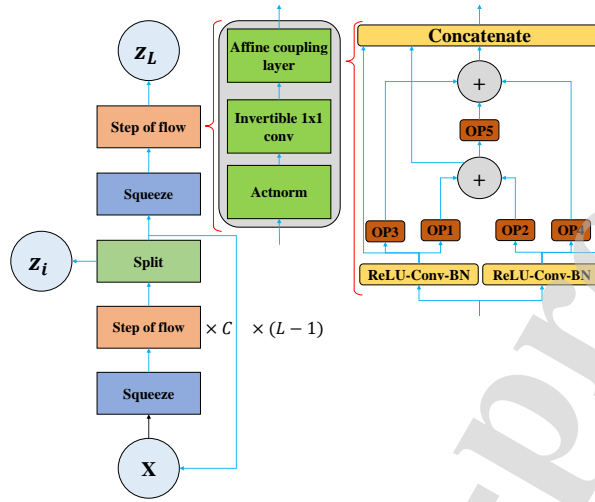 z_L
Step of flow
Squeeze
z_i
Split
Step of flow
× C
× (L − 1)
Squeeze
X
Affine coupling
layer
Invertible 1x1
conv
Actnorm
Concatenate
+
OP5
+
OP3
OP1
OP2
OP4
ReLU-Conv-BN
ReLU-Conv-BN